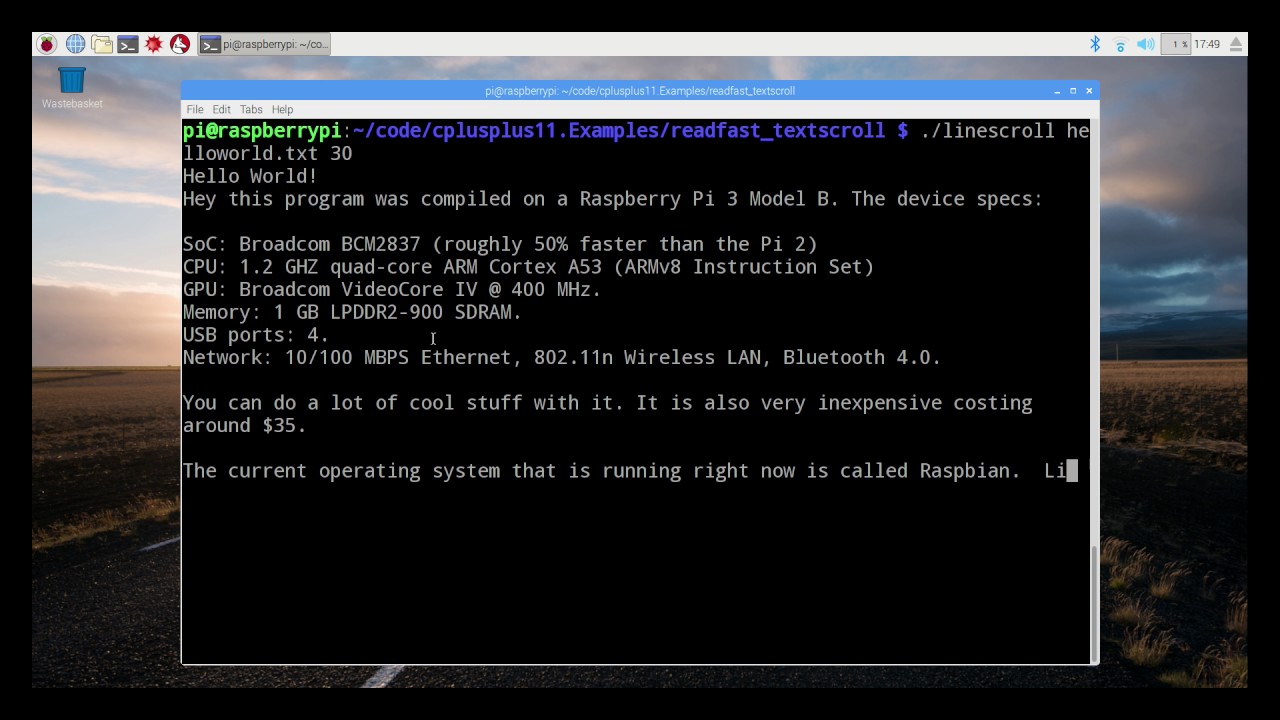 pi@raspberrypi: ~/co...
1 %
17:49
Wastebasket
pi@raspberrypi: ~/code/cplusplus11.Examples/readfast_textscroll
File Edit Tabs Help
pi@raspberrypi:~/code/cplusplus11.Examples/readfast_textscroll $ ./linescroll he
lloworld.txt 30
Hello World!
Hey this program was compiled on a Raspberry Pi 3 Model B. The device specs:
SoC: Broadcom BCM2837 (roughly 50% faster than the Pi 2)
CPU: 1.2 GHZ quad-core ARM Cortex A53 (ARMv8 Instruction Set)
GPU: Broadcom VideoCore IV @ 400 MHz.
Memory: 1 GB LPDDR2-900 SDRAM.
USB ports: 4.
Network: 10/100 MBPS Ethernet, 802.11n Wireless LAN, Bluetooth 4.0.
You can do a lot of cool stuff with it. It is also very inexpensive costing
around $35.
The current operating system that is running right now is called Raspbian.  Li